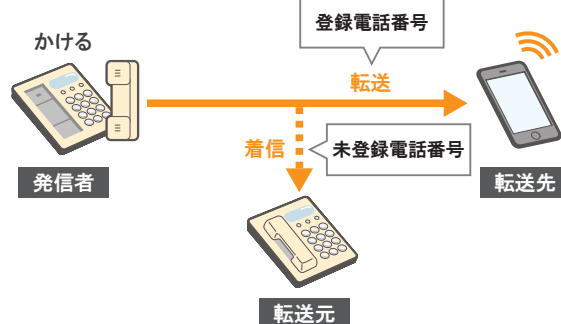 登録電話番号
かける
転送
着信
未登録電話番号
発信者
転送先
転送元